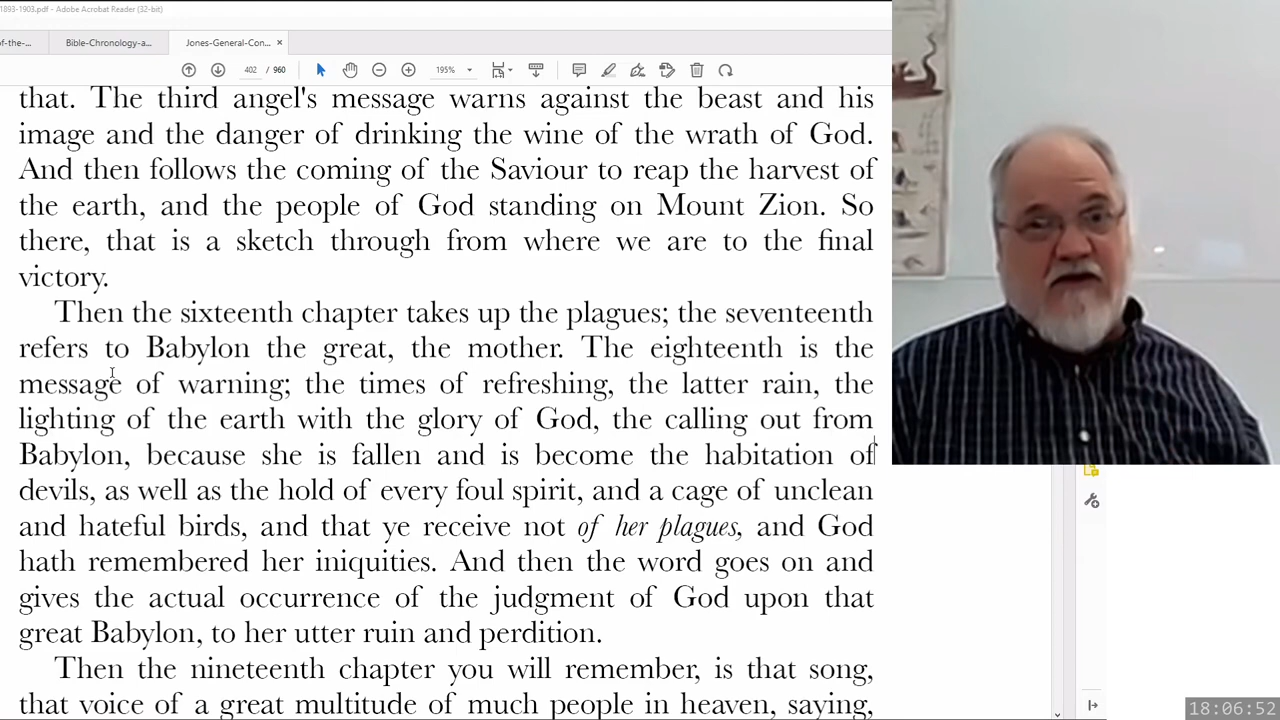 1893-1903.pdf - Adobe Acrobat Reader (32-bit)
of-the-...
Bible-Chronology-a...
Jones-General-Con... ×
402 / 960
195%
that. The third angel's message warns against the beast and his
image and the danger of drinking the wine of the wrath of God.
And then follows the coming of the Saviour to reap the harvest of
the earth, and the people of God standing on Mount Zion. So
there, that is a sketch through from where we are to the final
victory.
Then the sixteenth chapter takes up the plagues; the seventeenth
refers to Babylon the great, the mother. The eighteenth is the
message of warning; the times of refreshing, the latter rain, the
lighting of the earth with the glory of God, the calling out from
Babylon, because she is fallen and is become the habitation of
devils, as well as the hold of every foul spirit, and a cage of unclean
and hateful birds, and that ye receive not of her plagues, and God
hath remembered her iniquities. And then the word goes on and
gives the actual occurrence of the judgment of God upon that
great Babylon, to her utter ruin and perdition.
Then the nineteenth chapter you will remember, is that song,
that voice of a great multitude of much people in heaven, saying,
18:06:52